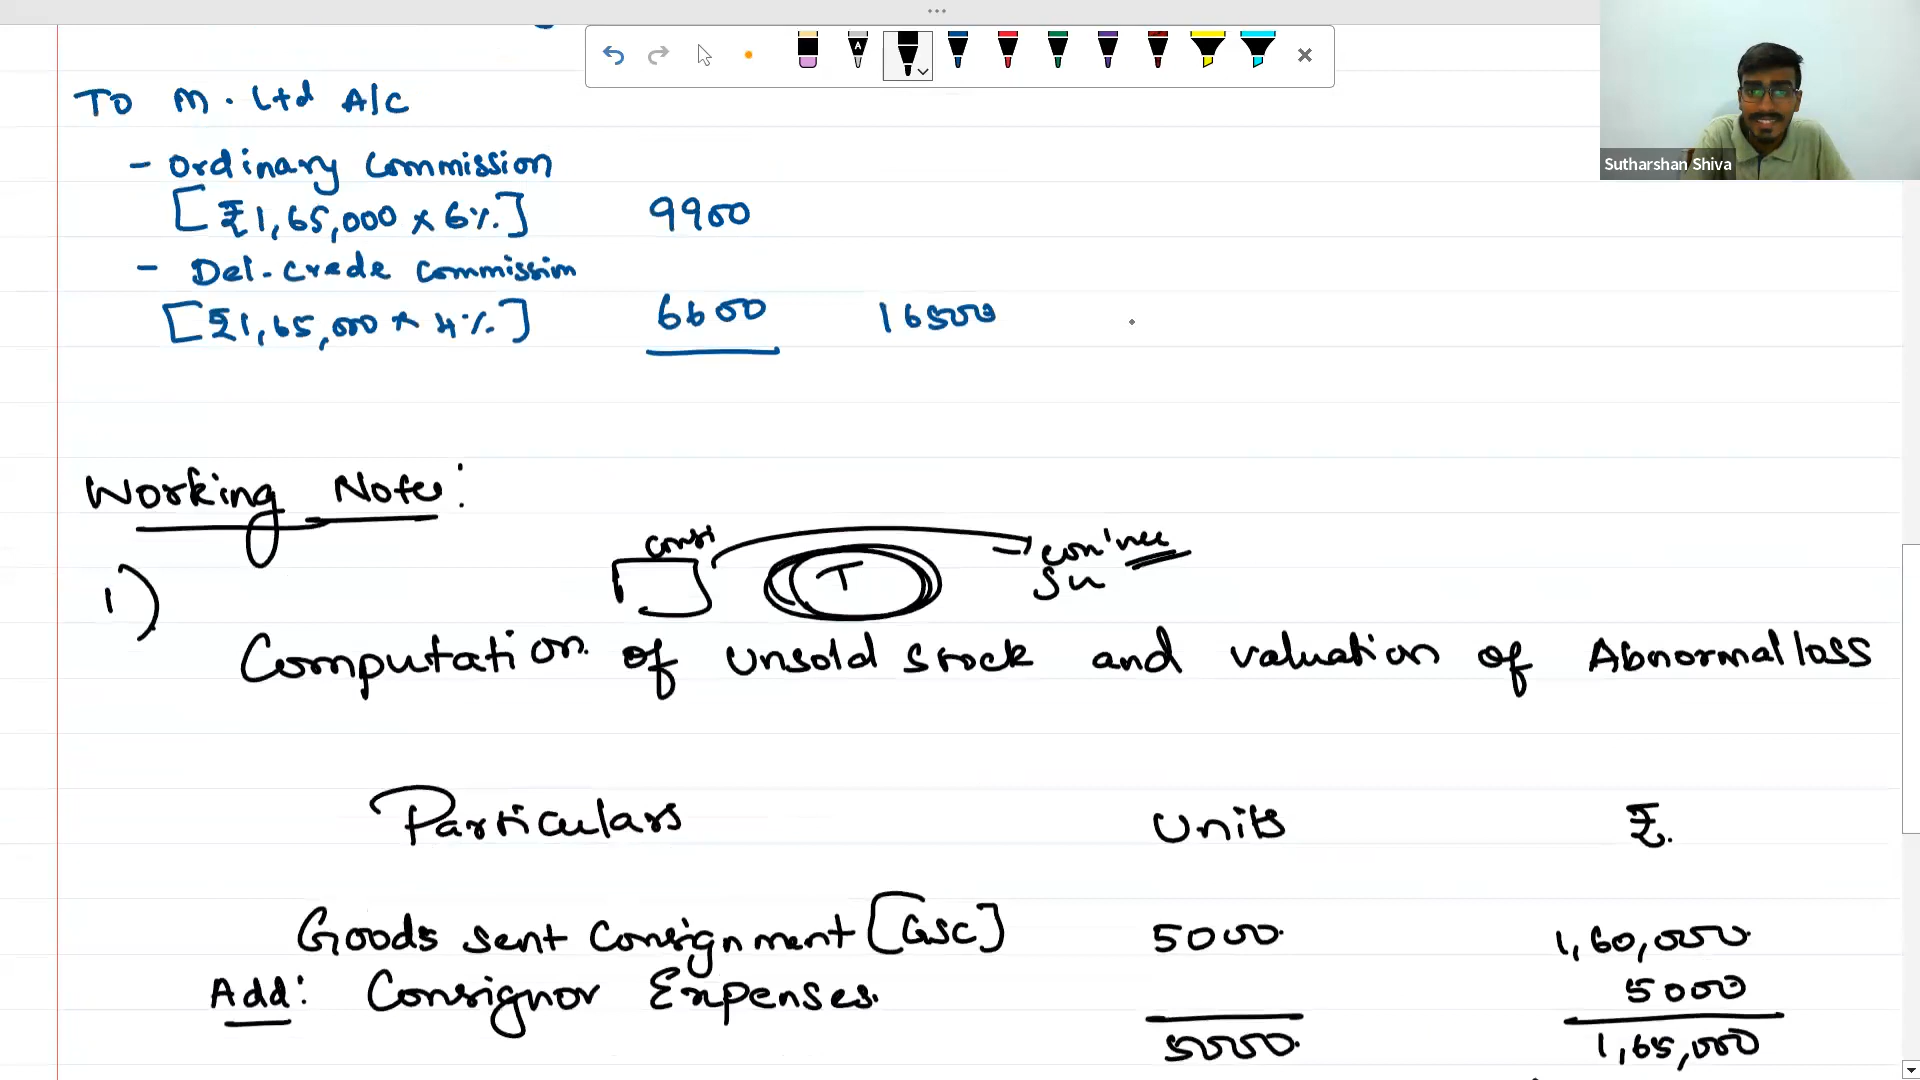 To M. Ltd A/c
- Ordinary Commission
[₹1,65,000 × 6%] 9900
- Del-Crede Commission
[₹1,65,000 × 4%] 6600 16500
Working Note:
Consi
T
Con'nee
1)
Computation of unsold stock and valuation of Abnormal loss
Particulars Units ₹.
Goods sent Consignment [GSC] 5000 1,60,000
Add: Consignor Expenses. 5000
5000 1,65,000
Sutharshan Shiva
A